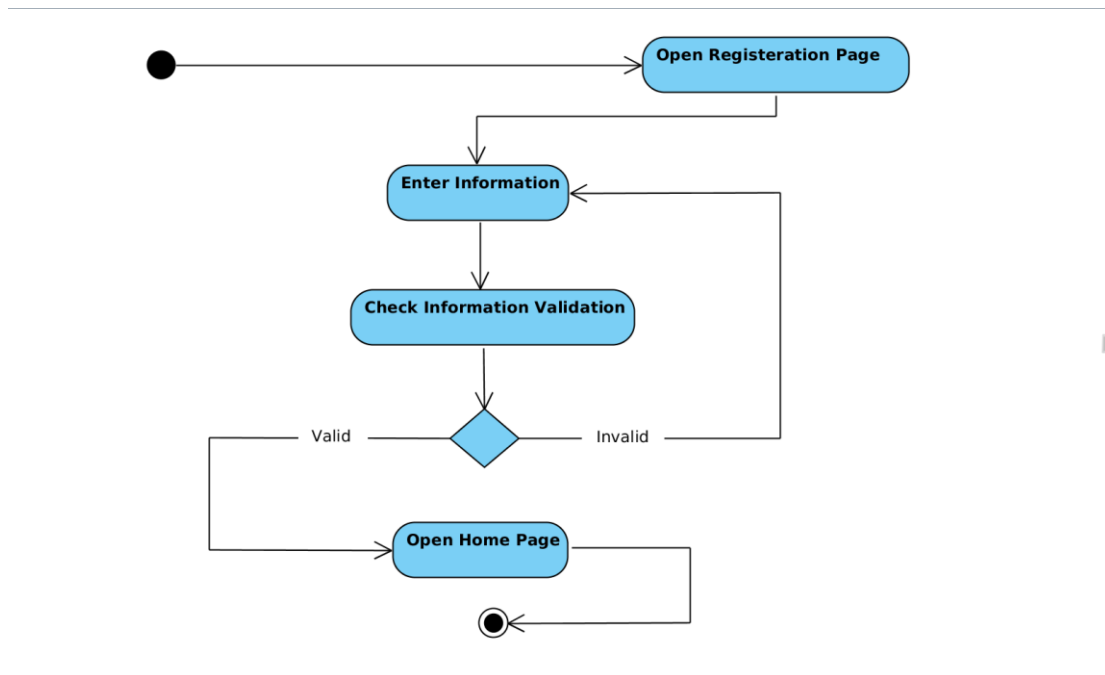 Open Registeration Page
Enter Information
Check Information Validation
Valid
Invalid
Open Home Page